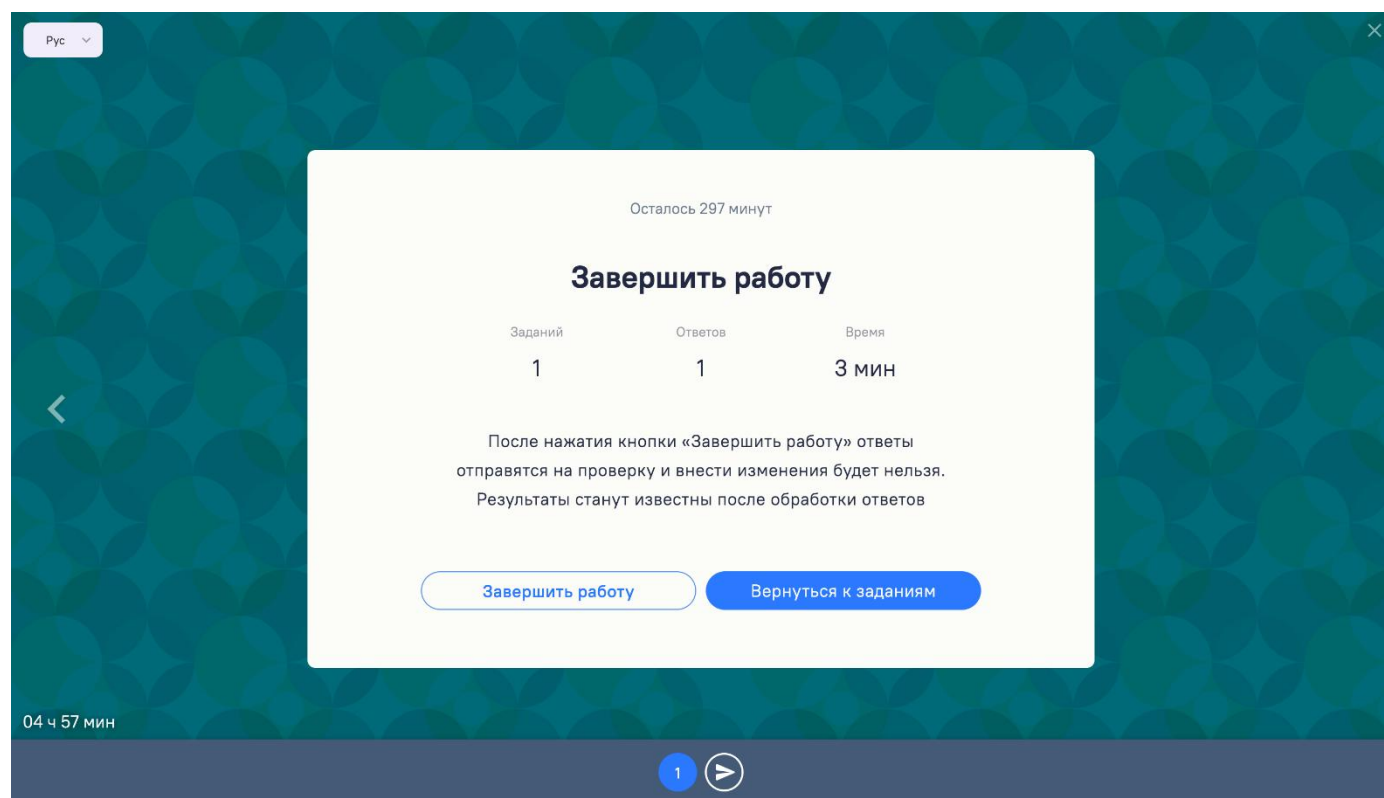 Рус
Осталось 297 минут
Завершить работу
Заданий Ответов Время
1 1 3 мин
После нажатия кнопки «Завершить работу» ответы
отправятся на проверку и внести изменения будет нельзя.
Результаты станут известны после обработки ответов
Завершить работу Вернуться к заданиям
04 ч 57 мин
1